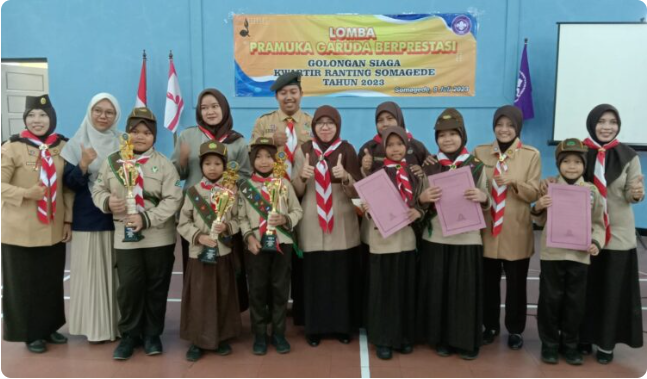 LOMBA
PRAMUKA GARUDA BERPRESTASI
GOLONGAN SIAGA
KWARTIR RANTING SOMAGEDE
TAHUN 2023